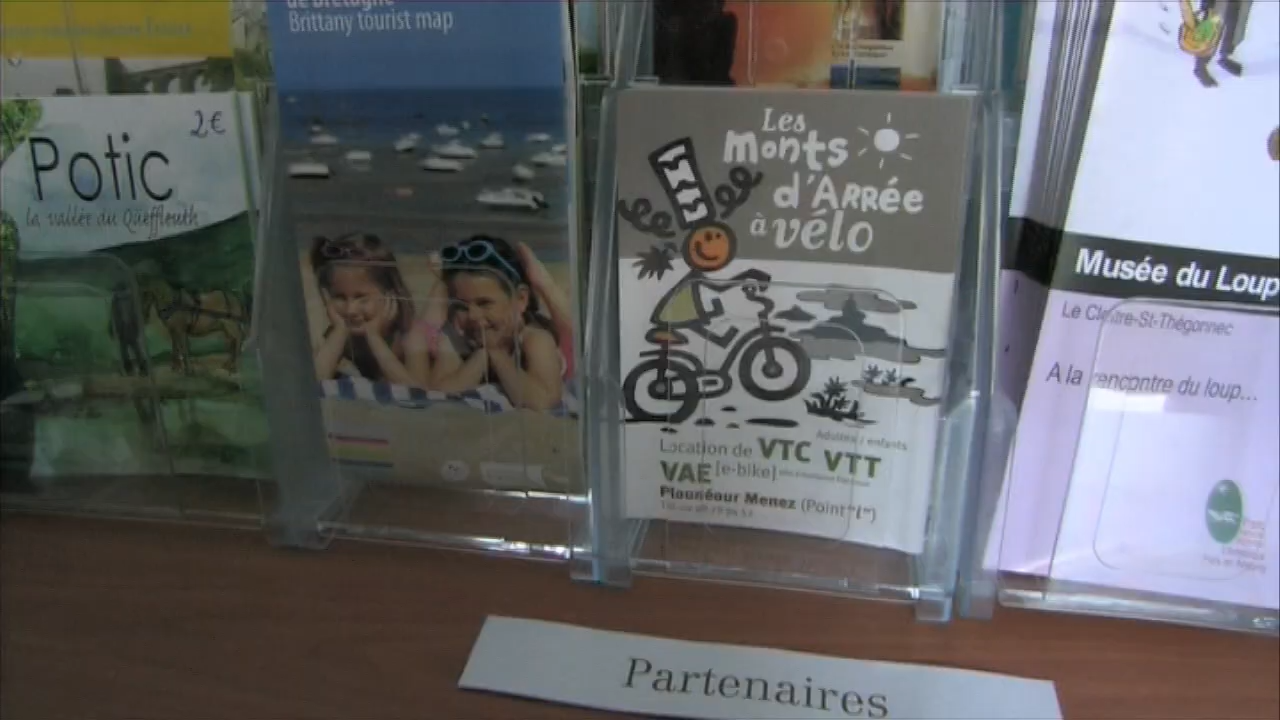 de Bretagne
Brittany tourist map
2€
Potic
la vallée du Queffleuth
Les
Monts
d'Arrée
à vélo
Adultes / enfants
Location de VTC VTT
VAE [e-bike]
Plounéour Menez (Point "i")
Musée du Loup
Le Cloître-St-Thégonnec
A la rencontre du loup...
Partenaires